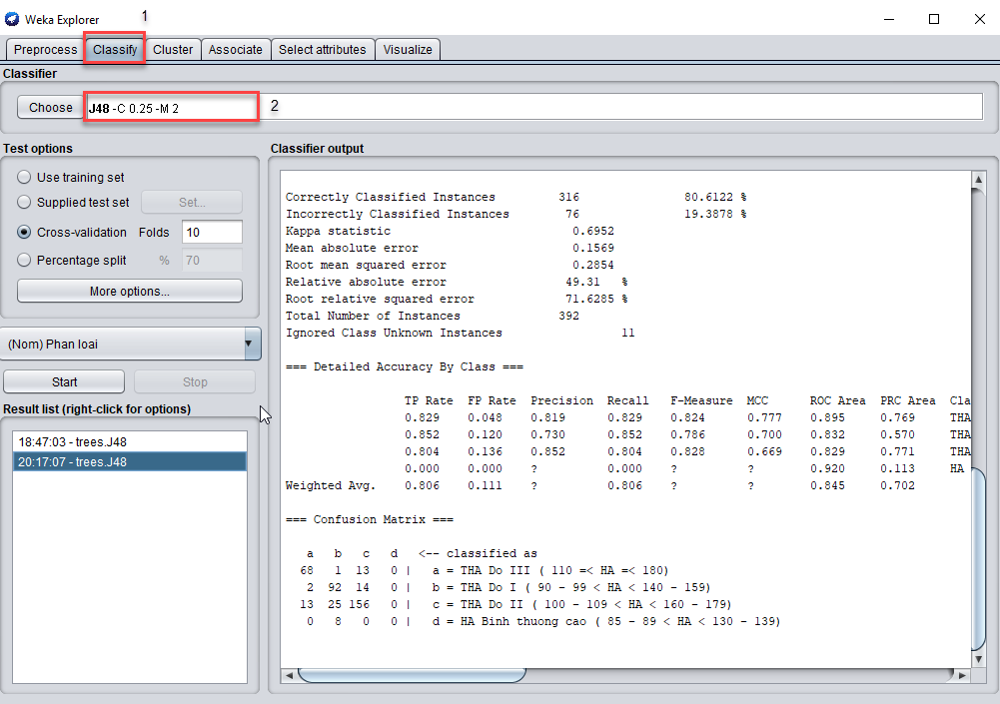 Weka Explorer
1
Preprocess Classify Cluster Associate Select attributes Visualize
Classifier
Choose J48 -C 0.25 -M 2 2
Test options
Use training set
Supplied test set Set...
Cross-validation Folds 10
Percentage split % 70
More options...
(Nom) Phan loai
Start Stop
Result list (right-click for options)
18:47:03 - trees.J48
20:17:07 - trees.J48
Classifier output
Correctly Classified Instances 316 80.6122 %
Incorrectly Classified Instances 76 19.3878 %
Kappa statistic 0.6952
Mean absolute error 0.1569
Root mean squared error 0.2854
Relative absolute error 49.31 %
Root relative squared error 71.6285 %
Total Number of Instances 392
Ignored Class Unknown Instances 11
=== Detailed Accuracy By Class ===
TP Rate FP Rate Precision Recall F-Measure MCC ROC Area PRC Area Cla
0.829 0.048 0.819 0.829 0.824 0.777 0.895 0.769 THA
0.852 0.120 0.730 0.852 0.786 0.700 0.832 0.570 THA
0.804 0.136 0.852 0.804 0.828 0.669 0.829 0.771 THA
0.000 0.000 ? 0.000 ? ? 0.920 0.113 HA
Weighted Avg. 0.806 0.111 ? 0.806 ? ? 0.845 0.702
=== Confusion Matrix ===
a b c d <-- classified as
68 1 13 0 | a = THA Do III ( 110 =< HA =< 180)
2 92 14 0 | b = THA Do I ( 90 - 99 < HA < 140 - 159)
13 25 156 0 | c = THA Do II ( 100 - 109 < HA < 160 - 179)
0 8 0 0 | d = HA Binh thuong cao ( 85 - 89 < HA < 130 - 139)